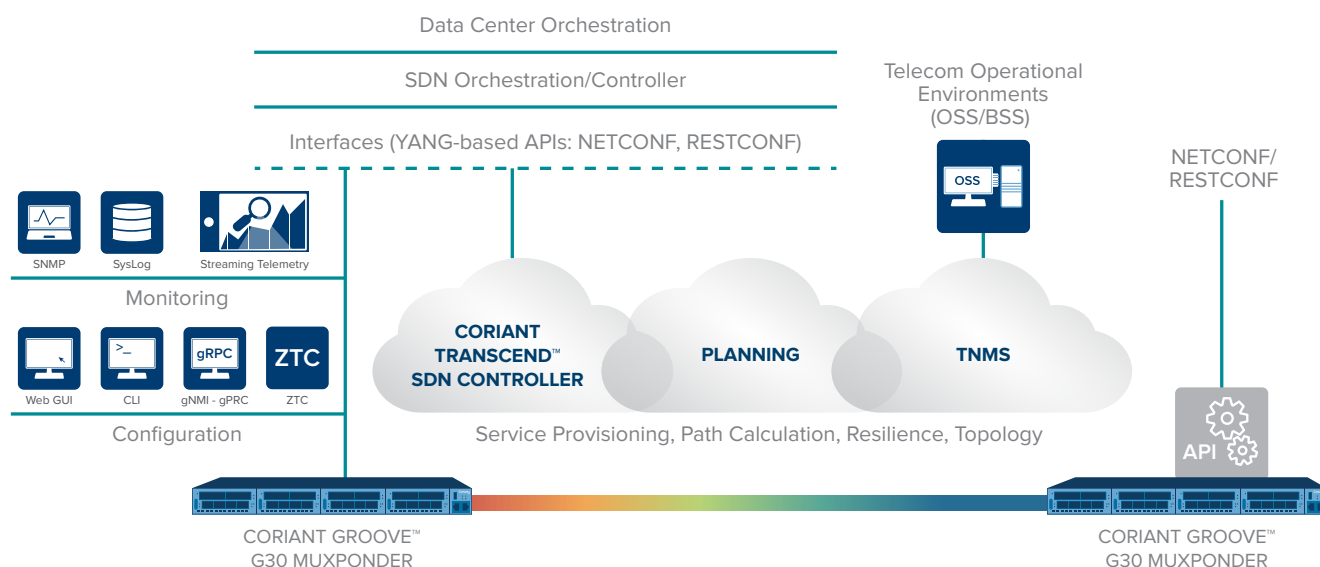 Data Center Orchestration
SDN Orchestration/Controller
Interfaces (YANG-based APIs: NETCONF, RESTCONF)
Telecom Operational
Environments
(OSS/BSS)
OSS
NETCONF/
RESTCONF
SNMP
SysLog
Streaming Telemetry
Monitoring
>_
gRPC
ZTC
Web GUI
CLI
gNMI - gPRC
ZTC
Configuration
CORIANT
TRANSCEND™
SDN CONTROLLER
PLANNING
TNMS
Service Provisioning, Path Calculation, Resilience, Topology
API
CORIANT GROOVE™
G30 MUXPONDER
CORIANT GROOVE™
G30 MUXPONDER